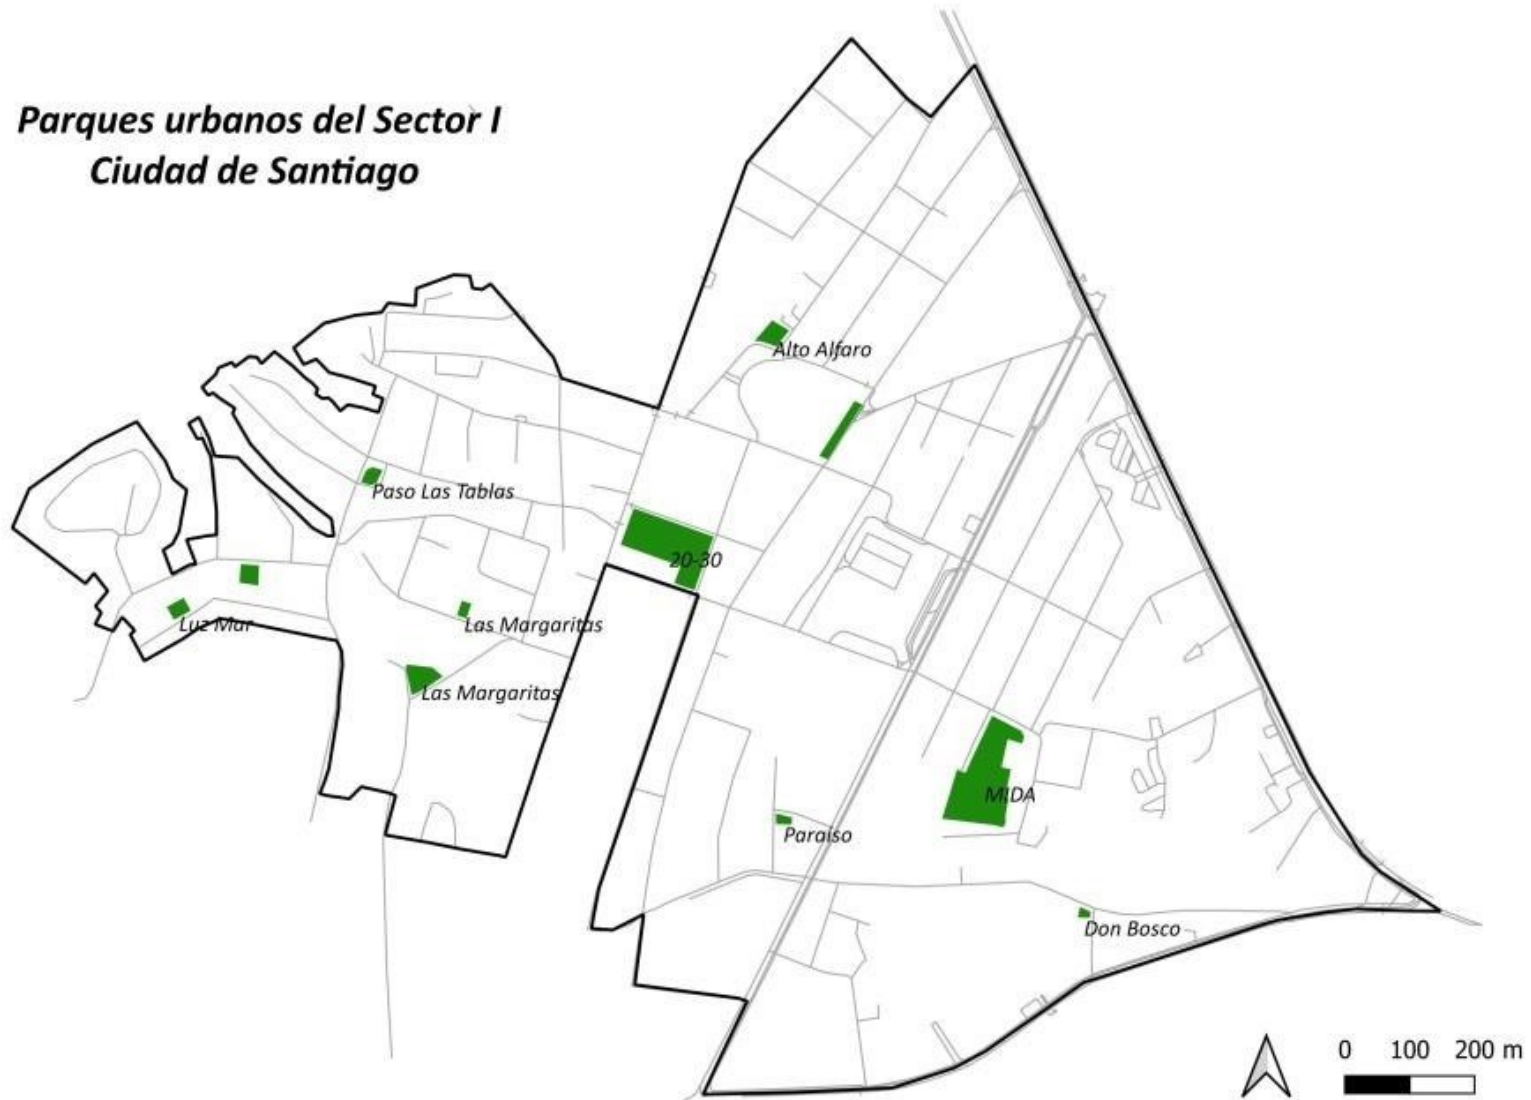 Parques urbanos del Sector I
Ciudad de Santiago
Alto Alfaro
Paso Las Tablas
20-30
Luz Mar
Las Margaritas
Las Margaritas
MIDA
Paraiso
Don Bosco
0 100 200 m